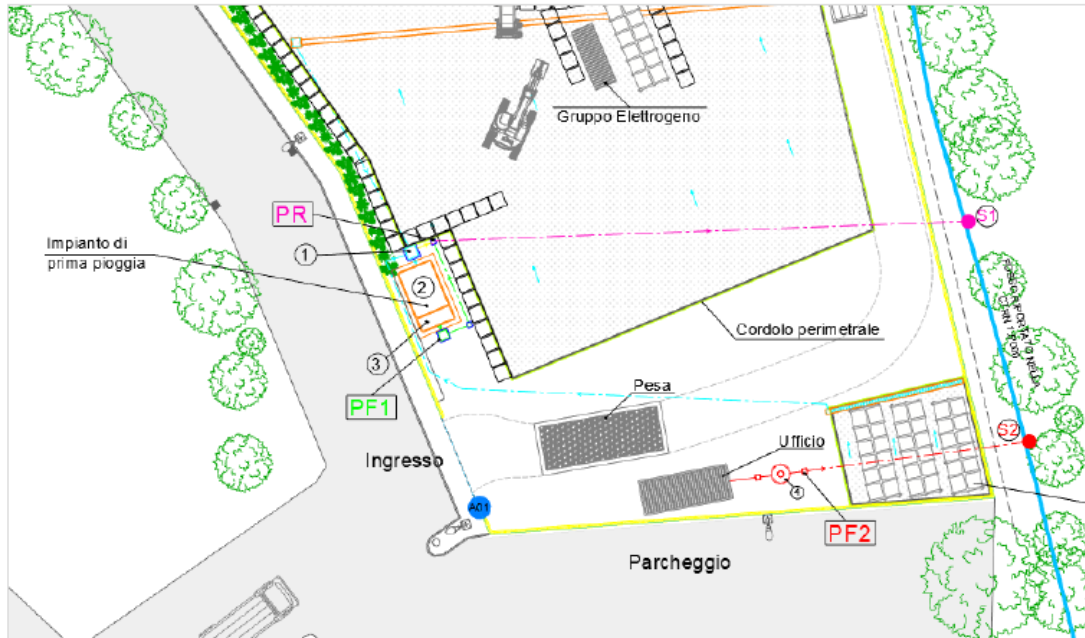 Gruppo Elettrogeno
PR
S1
1
Impianto di
prima pioggia
2
Cordolo perimetrale
3
PF1
Pesa
S2
Ufficio
Ingresso
4
A01
PF2
Parcheggio